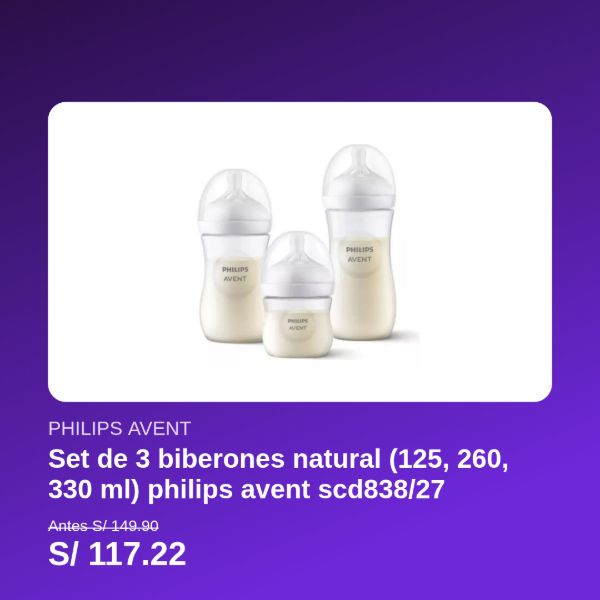 PHILIPS
AVENT
PHILIPS
AVENT
PHILIPS
AVENT
PHILIPS AVENT
Set de 3 biberones natural (125, 260,
330 ml) philips avent scd838/27
Antes S/ 149.90
S/ 117.22